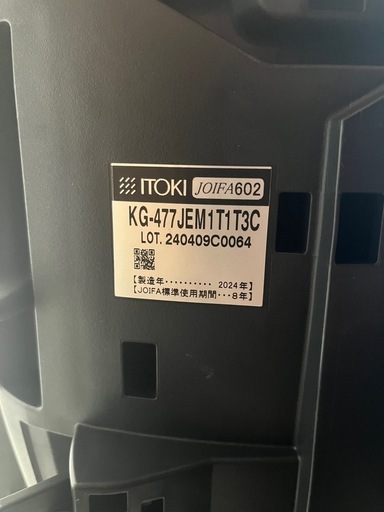 ITOKI JOIFA602
KG-477JEM1T1T3C
LOT. 240409C0064
【製造年·········· 2024年】
【JOIFA標準使用期間···8年】